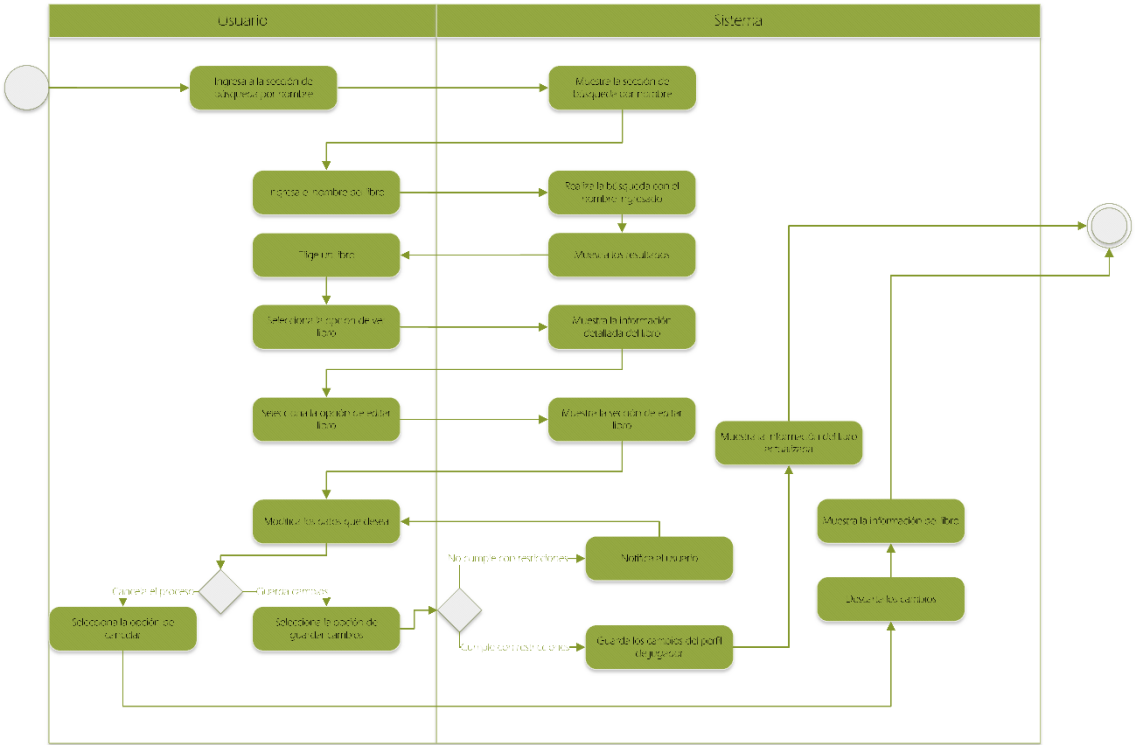 Usuario
Sistema
Ingresa a la sección de
búsqueda por nombre
Muestra la sección de
búsqueda por nombre
Ingresa el nombre del libro
Realiza la búsqueda con el
nombre ingresado
Elige un libro
Muestra los resultados
Selecciona la opción de ver
libro
Muestra la información
detallada del libro
Selecciona la opción de editar
libro
Muestra la sección de editar
libro
Muestra la información del libro
actualizada
Modifica los datos que desea
Muestra la información del libro
No cumple con restricciones
Notifica al usuario
Cancela el proceso
Guarda cambios
Descarta los cambios
Selecciona la opción de
cancelar
Selecciona la opción de
guardar cambios
Cumple con restricciones
Guarda los cambios del perfil
de jugador